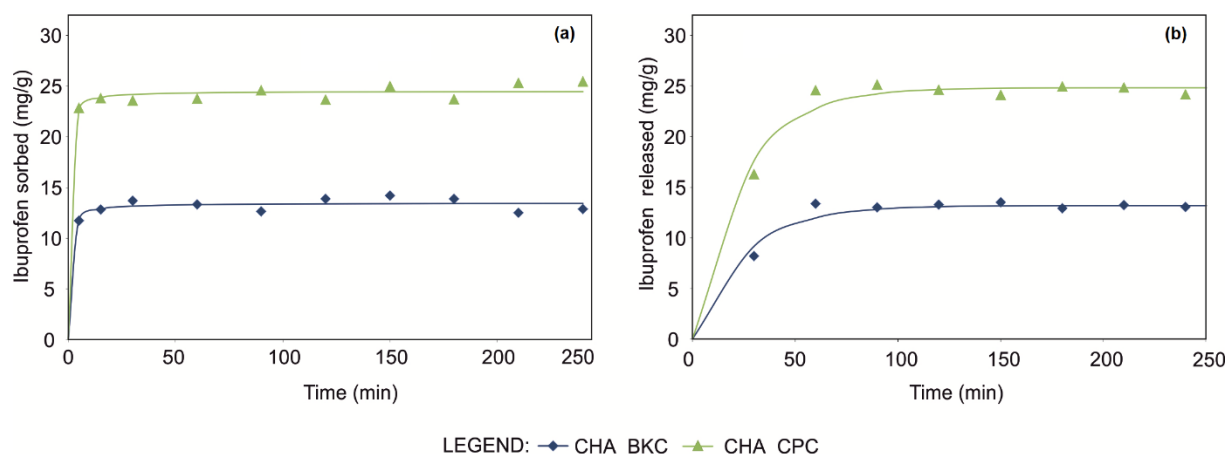 (a)
Ibuprofen sorbed (mg/g)
30
25
20
15
10
5
0
0 50 100 150 200 250
Time (min)
(b)
Ibuprofen released (mg/g)
30
25
20
15
10
5
0
0 50 100 150 200 250
Time (min)
LEGEND: CHA BKC CHA CPC